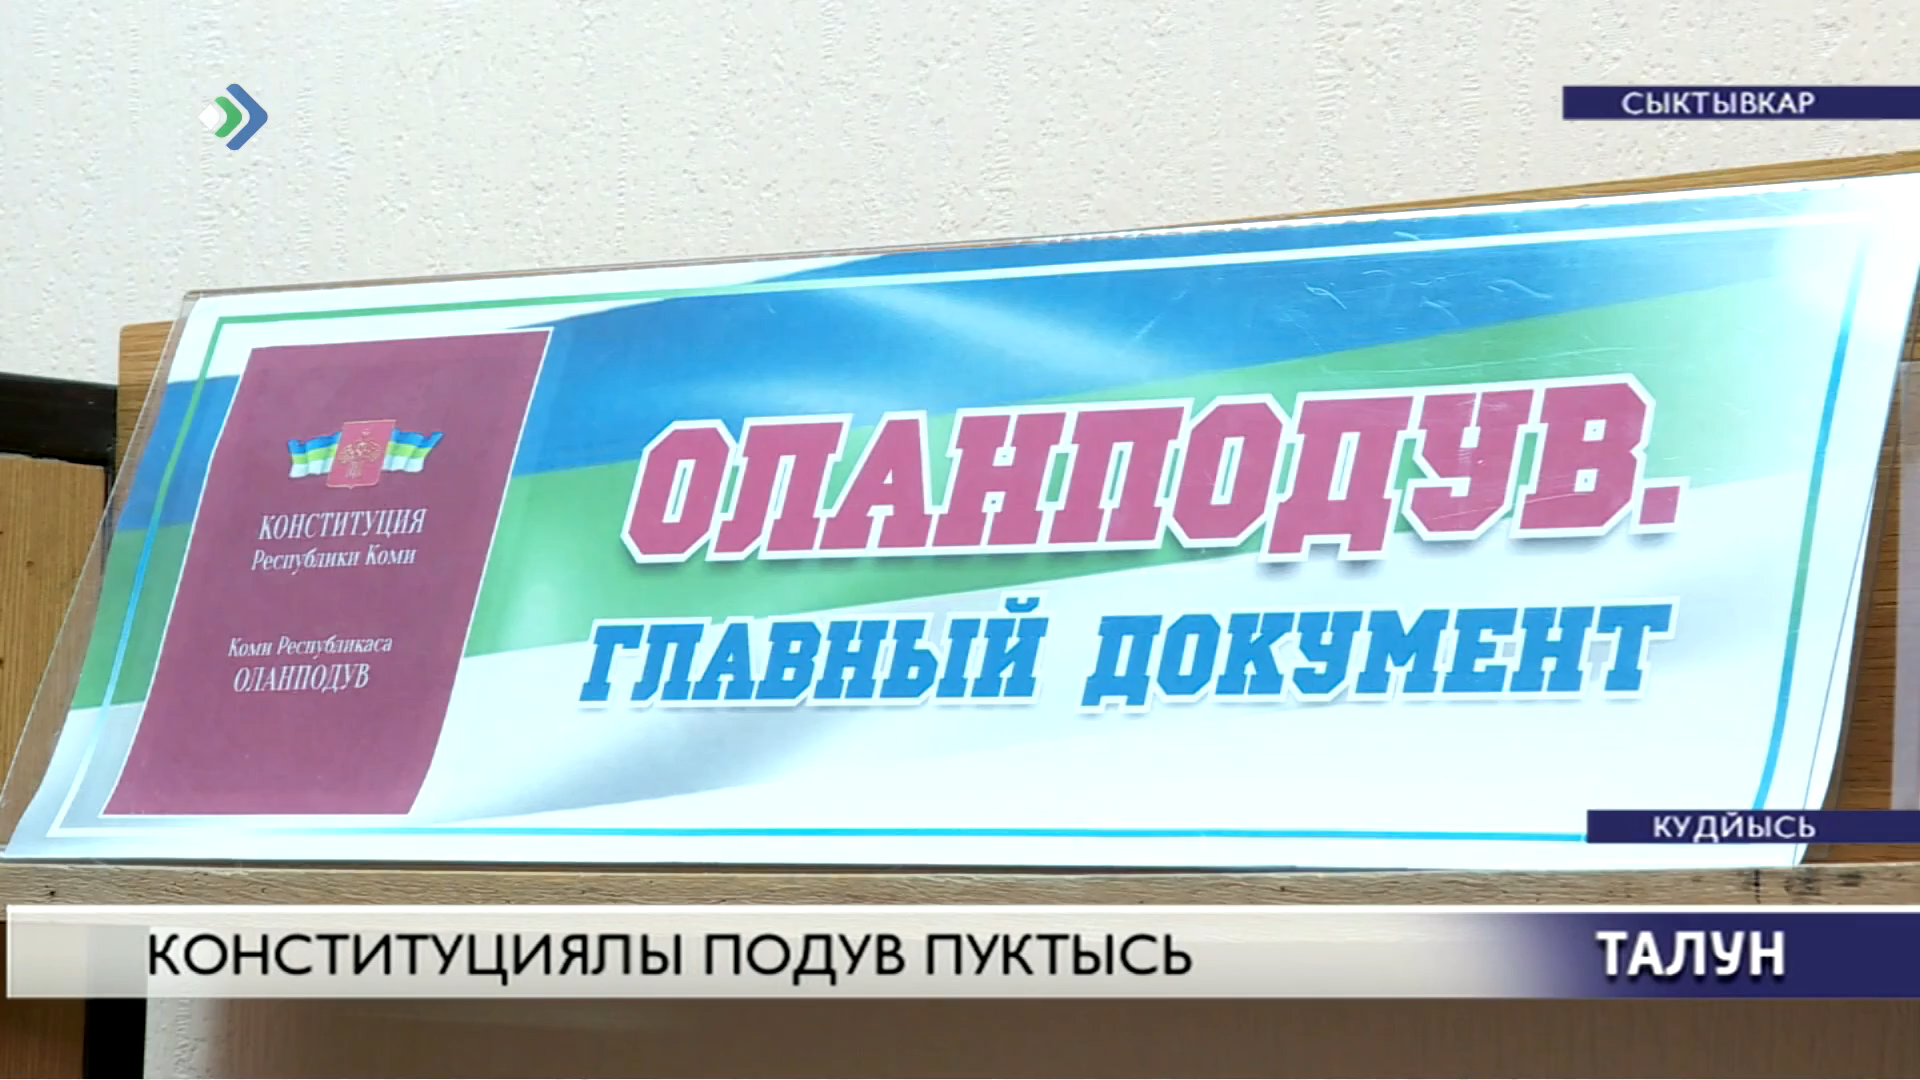 СЫКТЫВКАР
КОНСТИТУЦИЯ
Республики Коми
Коми Республикаса
ОЛАНПОДУВ
ОЛАНПОДУВ.
ГЛАВНЫЙ ДОКУМЕНТ
КУДЙЫСЬ
КОНСТИТУЦИЯЛЫ ПОДУВ ПУКТЫСЬ
ТАЛУН